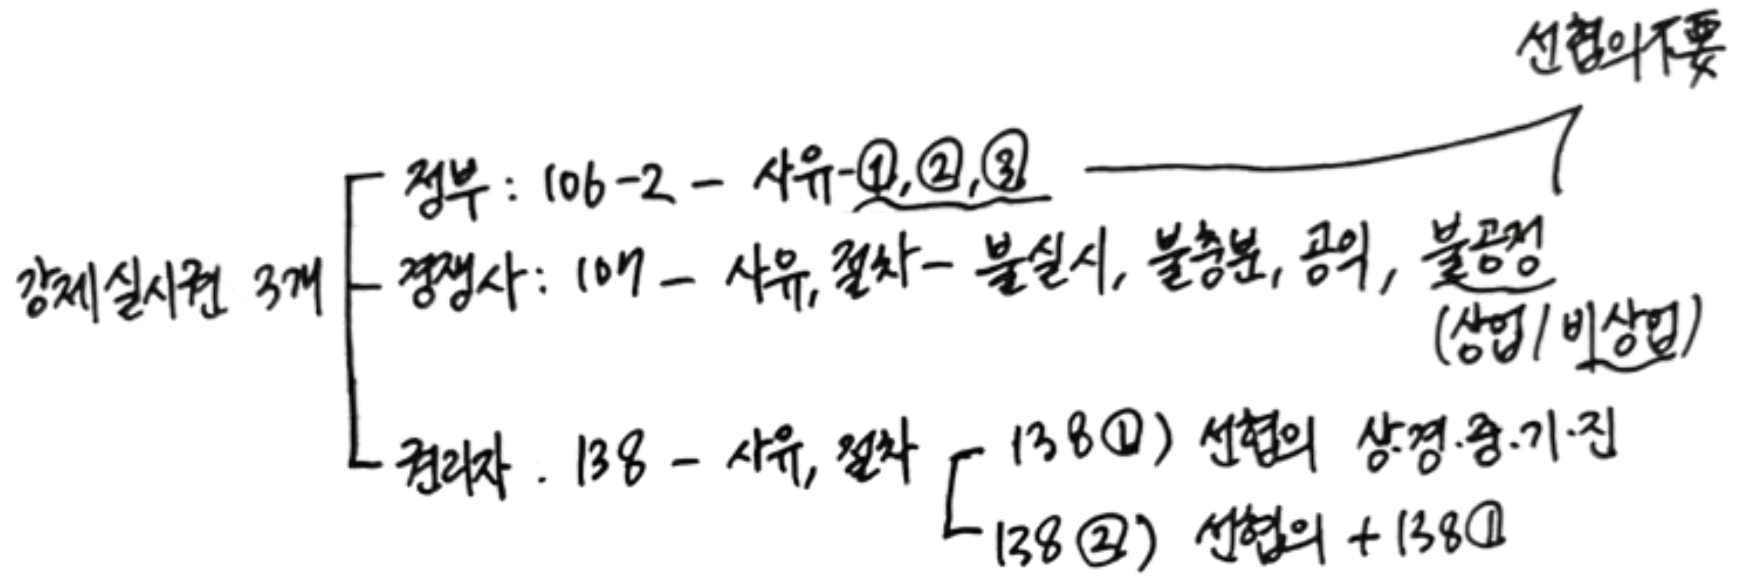 선협의不要
정부 : 106-2 - 사유-①,②,③
강제실시권 3개
경쟁사 : 107 - 사유, 절차 - 불실시, 불충분, 공익, 불공정
(상업/비상업)
권리자 : 138 - 사유, 절차
138①) 선협의 상·경·중·기·진
138②) 선협의 + 138①